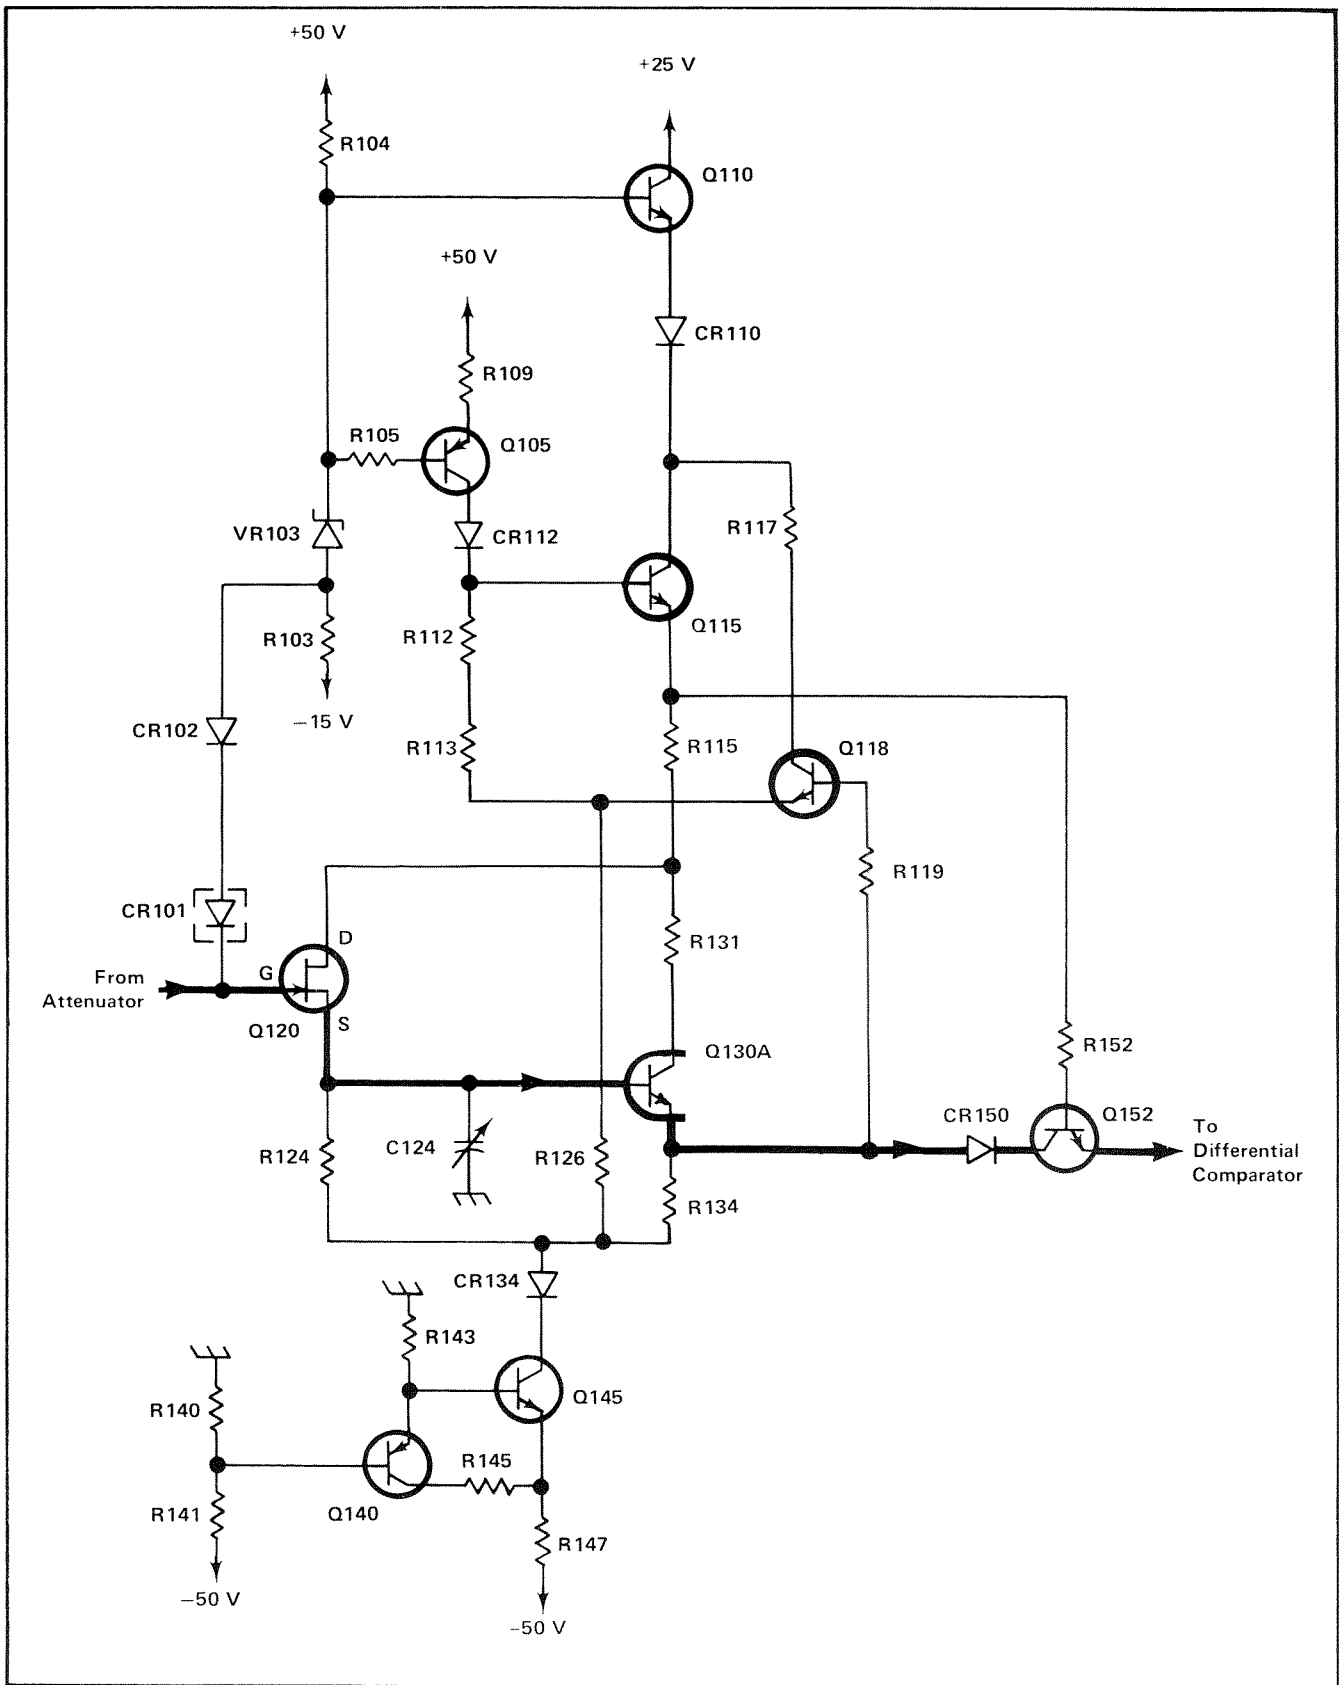 +50 V
+25 V
R104
Q110
+50 V
CR110
R109
R105
Q105
R117
VR103
CR112
R103
R112
Q115
−15 V
CR102
R113
R115
Q118
R119
CR101
D
R131
From
Attenuator
G
Q120
S
Q130A
R152
CR150
Q152
To
Differential
Comparator
R124
C124
R126
R134
CR134
R143
Q145
R140
R145
R141
Q140
R147
−50 V
−50 V